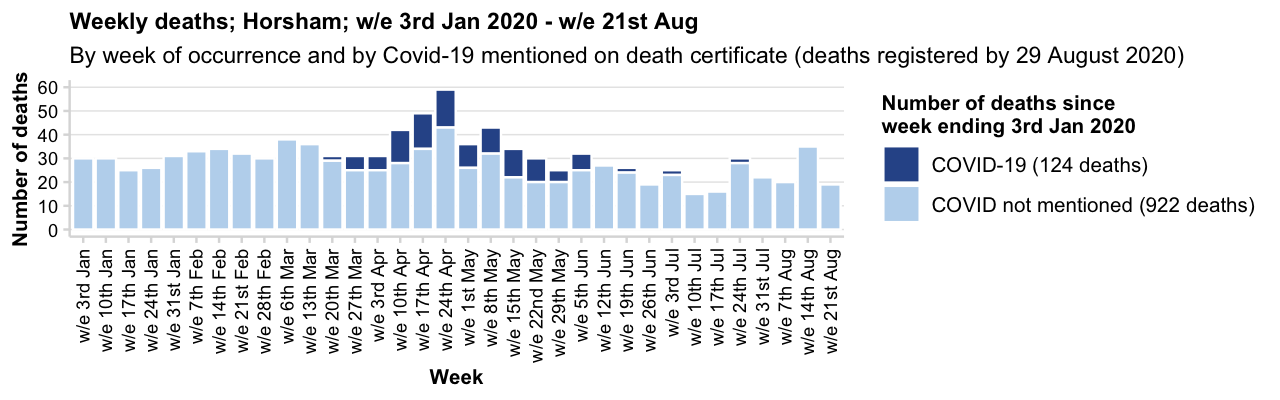 Weekly deaths; Horsham; w/e 3rd Jan 2020 - w/e 21st Aug
By week of occurrence and by Covid-19 mentioned on death certificate (deaths registered by 29 August 2020)
Number of deaths
60
50
40
30
20
10
0
w/e 3rd Jan
w/e 10th Jan
w/e 17th Jan
w/e 24th Jan
w/e 31st Jan
w/e 7th Feb
w/e 14th Feb
w/e 21st Feb
w/e 28th Feb
w/e 6th Mar
w/e 13th Mar
w/e 20th Mar
w/e 27th Mar
w/e 3rd Apr
w/e 10th Apr
w/e 17th Apr
w/e 24th Apr
w/e 1st May
w/e 8th May
w/e 15th May
w/e 22nd May
w/e 29th May
w/e 5th Jun
w/e 12th Jun
w/e 19th Jun
w/e 26th Jun
w/e 3rd Jul
w/e 10th Jul
w/e 17th Jul
w/e 24th Jul
w/e 31st Jul
w/e 7th Aug
w/e 14th Aug
w/e 21st Aug
Week
Number of deaths since
week ending 3rd Jan 2020
COVID-19 (124 deaths)
COVID not mentioned (922 deaths)